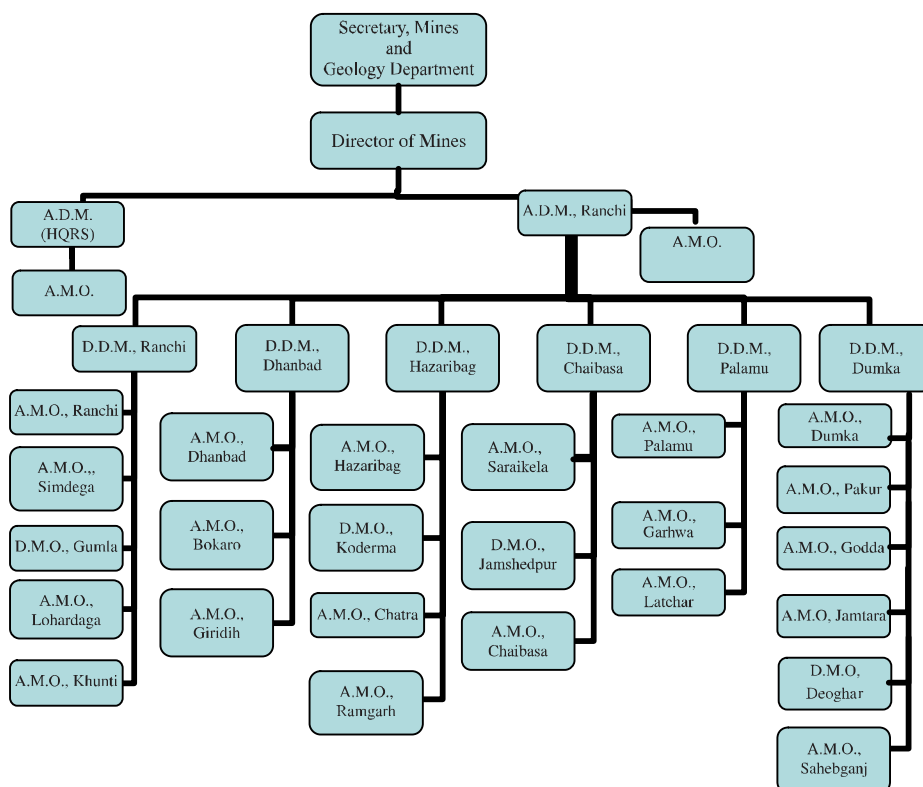 Secretary, Mines
and
Geology Department
Director of Mines
A.D.M.
(HQRS)
A.D.M., Ranchi
A.M.O.
A.M.O.
D.D.M., Ranchi
D.D.M.,
Dhanbad
D.D.M.,
Hazaribag
D.D.M.,
Chaibasa
D.D.M.,
Palamu
D.D.M.,
Dumka
A.M.O., Ranchi
A.M.O.,,
Simdega
D.M.O., Gumla
A.M.O.,
Lohardaga
A.M.O., Khunti
A.M.O.,
Dhanbad
A.M.O.,
Bokaro
A.M.O.,
Giridih
A.M.O.,
Hazaribag
D.M.O.,
Koderma
A.M.O., Chatra
A.M.O.,
Ramgarh
A.M.O.,
Saraikela
D.M.O.,
Jamshedpur
A.M.O.,
Chaibasa
A.M.O.,
Palamu
A.M.O.,
Garhwa
A.M.O.,
Latehar
A.M.O.,
Dumka
A.M.O., Pakur
A.M.O., Godda
A.M.O, Jamtara
D.M.O,
Deoghar
A.M.O.,
Sahebganj